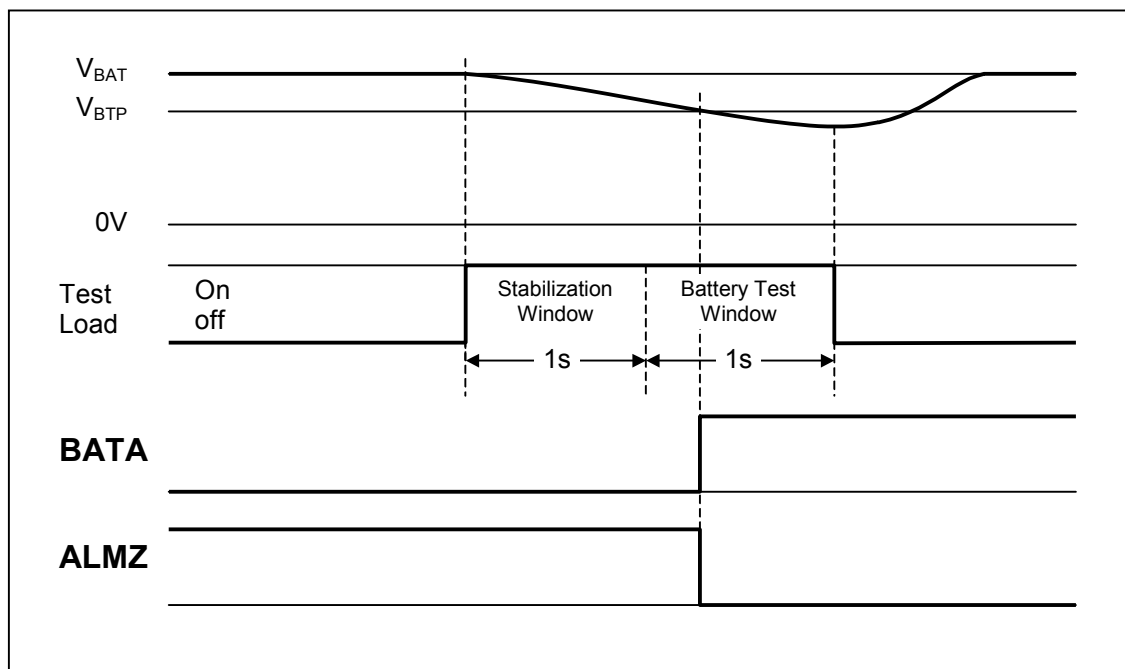 VBAT
VBTP
0V
Test
Load
On
off
Stabilization
Window
Battery Test
Window
1s
1s
BATA
ALMZ